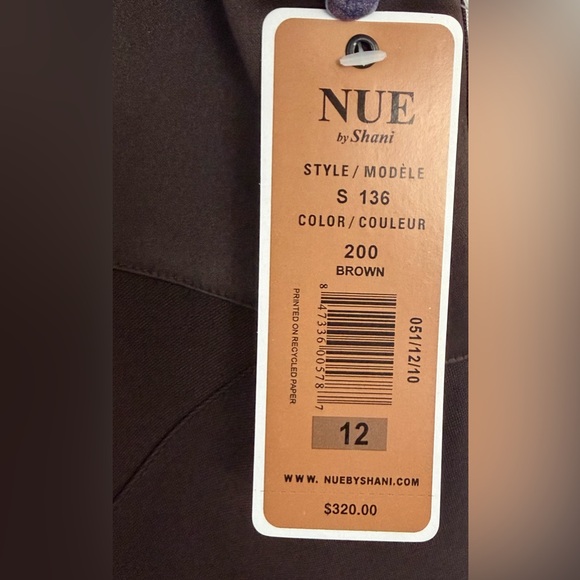 NUE
by Shani
STYLE / MODÈLE
S 136
COLOR / COULEUR
200
BROWN
8 47336 00578 7
051/12/10
PRINTED ON RECYCLED PAPER
12
WWW. NUEBYSHANI.COM
$320.00